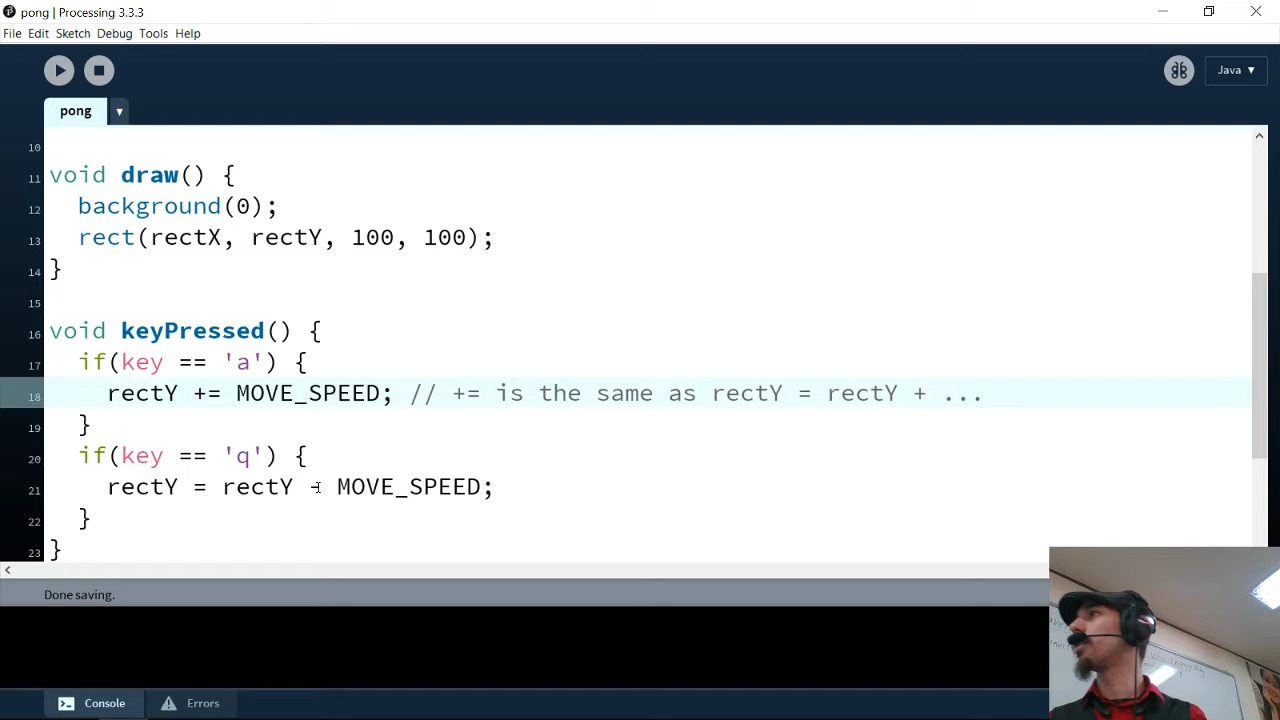 pong | Processing 3.3.3
File Edit Sketch Debug Tools Help
Java ▼
pong ▼
10
11 void draw() {
12 background(0);
13 rect(rectX, rectY, 100, 100);
14 }
15
16 void keyPressed() {
17 if(key == 'a') {
18 rectY += MOVE_SPEED; // += is the same as rectY = rectY + ...
19 }
20 if(key == 'q') {
21 rectY = rectY - MOVE_SPEED;
22 }
23 }
Done saving.
Console Errors